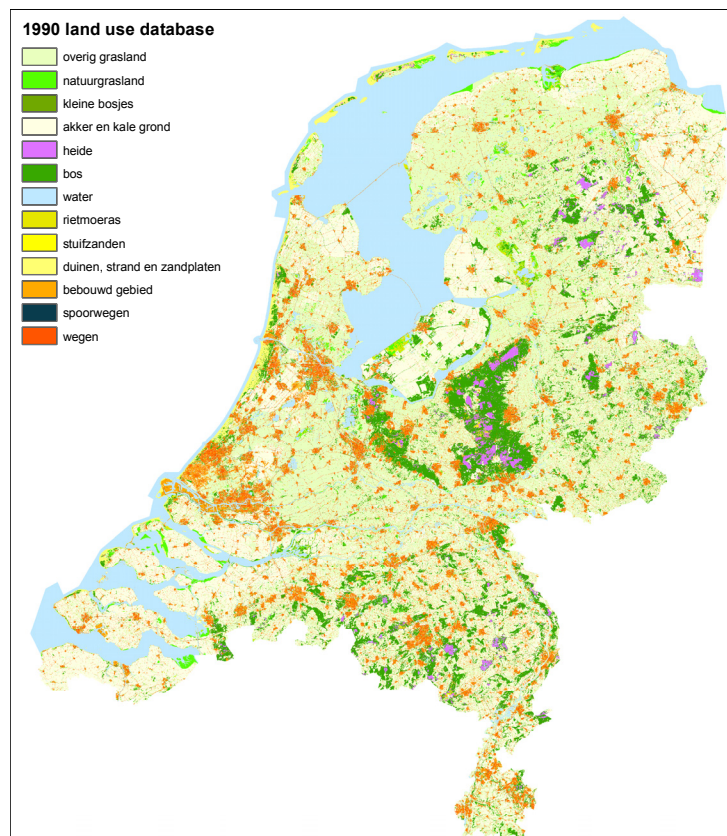 1990 land use database
overig grasland
natuurgrasland
kleine bosjes
akker en kale grond
heide
bos
water
rietmoeras
stuifzanden
duinen, strand en zandplaten
bebouwd gebied
spoorwegen
wegen